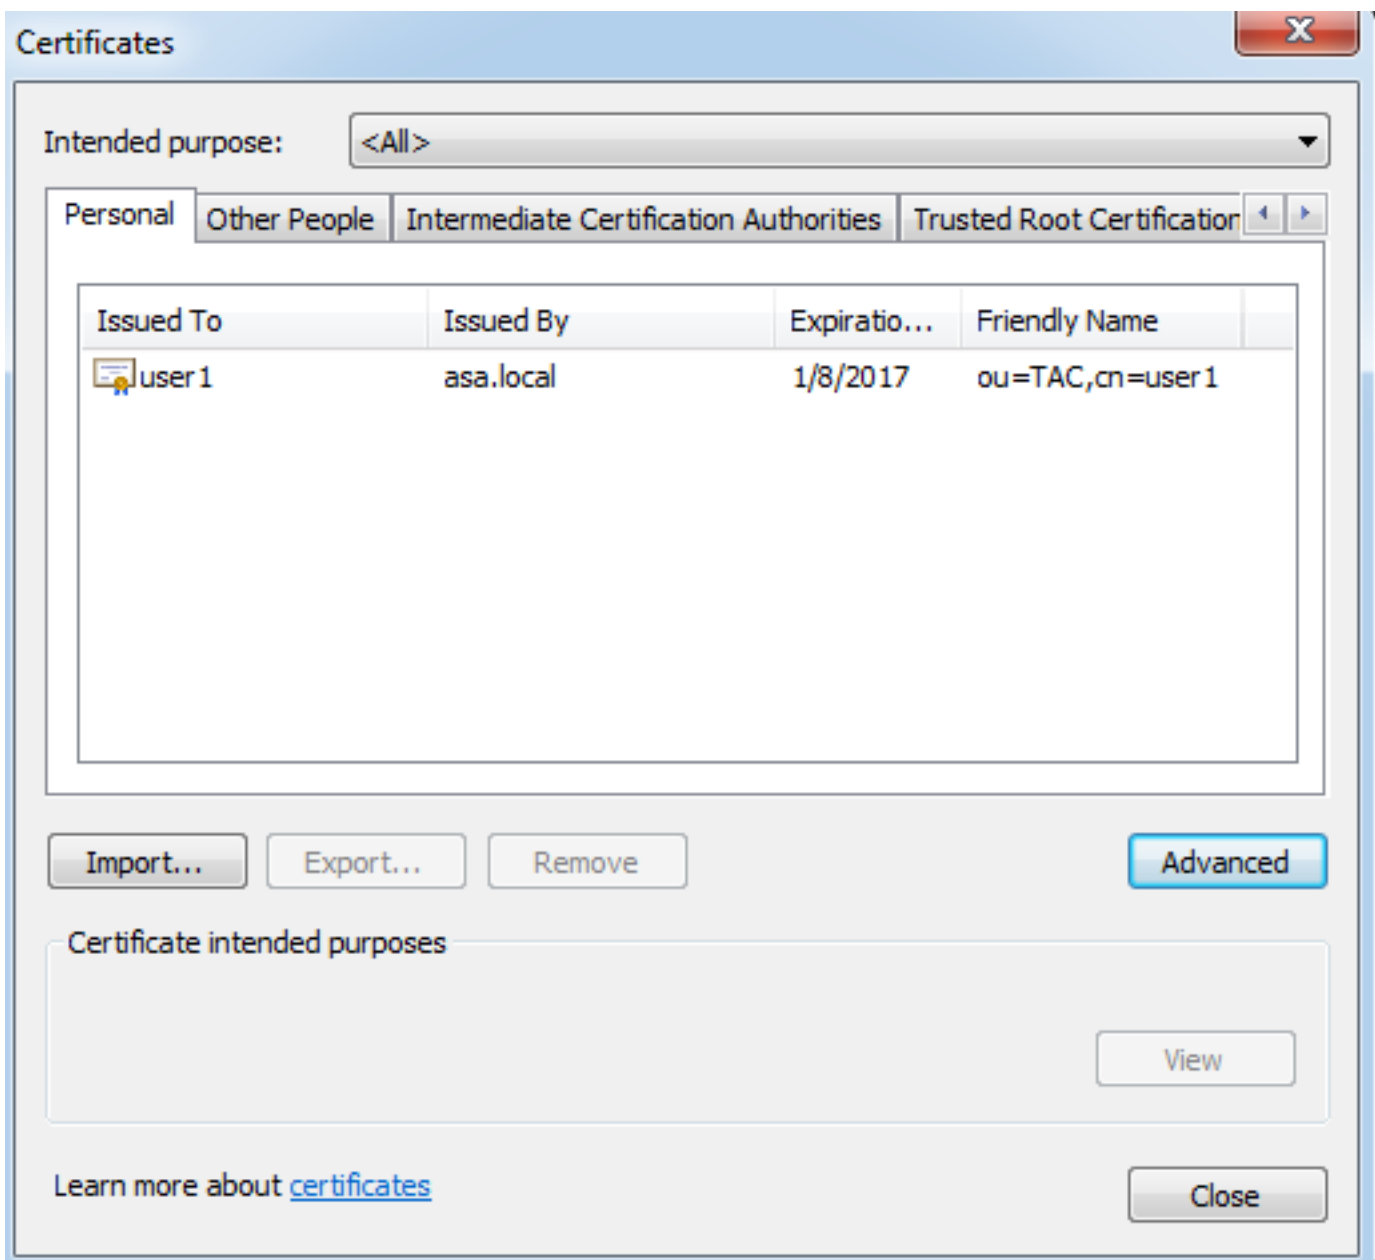 Certificates
Intended purpose: <All>
Personal Other People Intermediate Certification Authorities Trusted Root Certification
Issued To Issued By Expiratio... Friendly Name
user1 asa.local 1/8/2017 ou=TAC,cn=user1
Import... Export... Remove Advanced
Certificate intended purposes
View
Learn more about certificates
Close